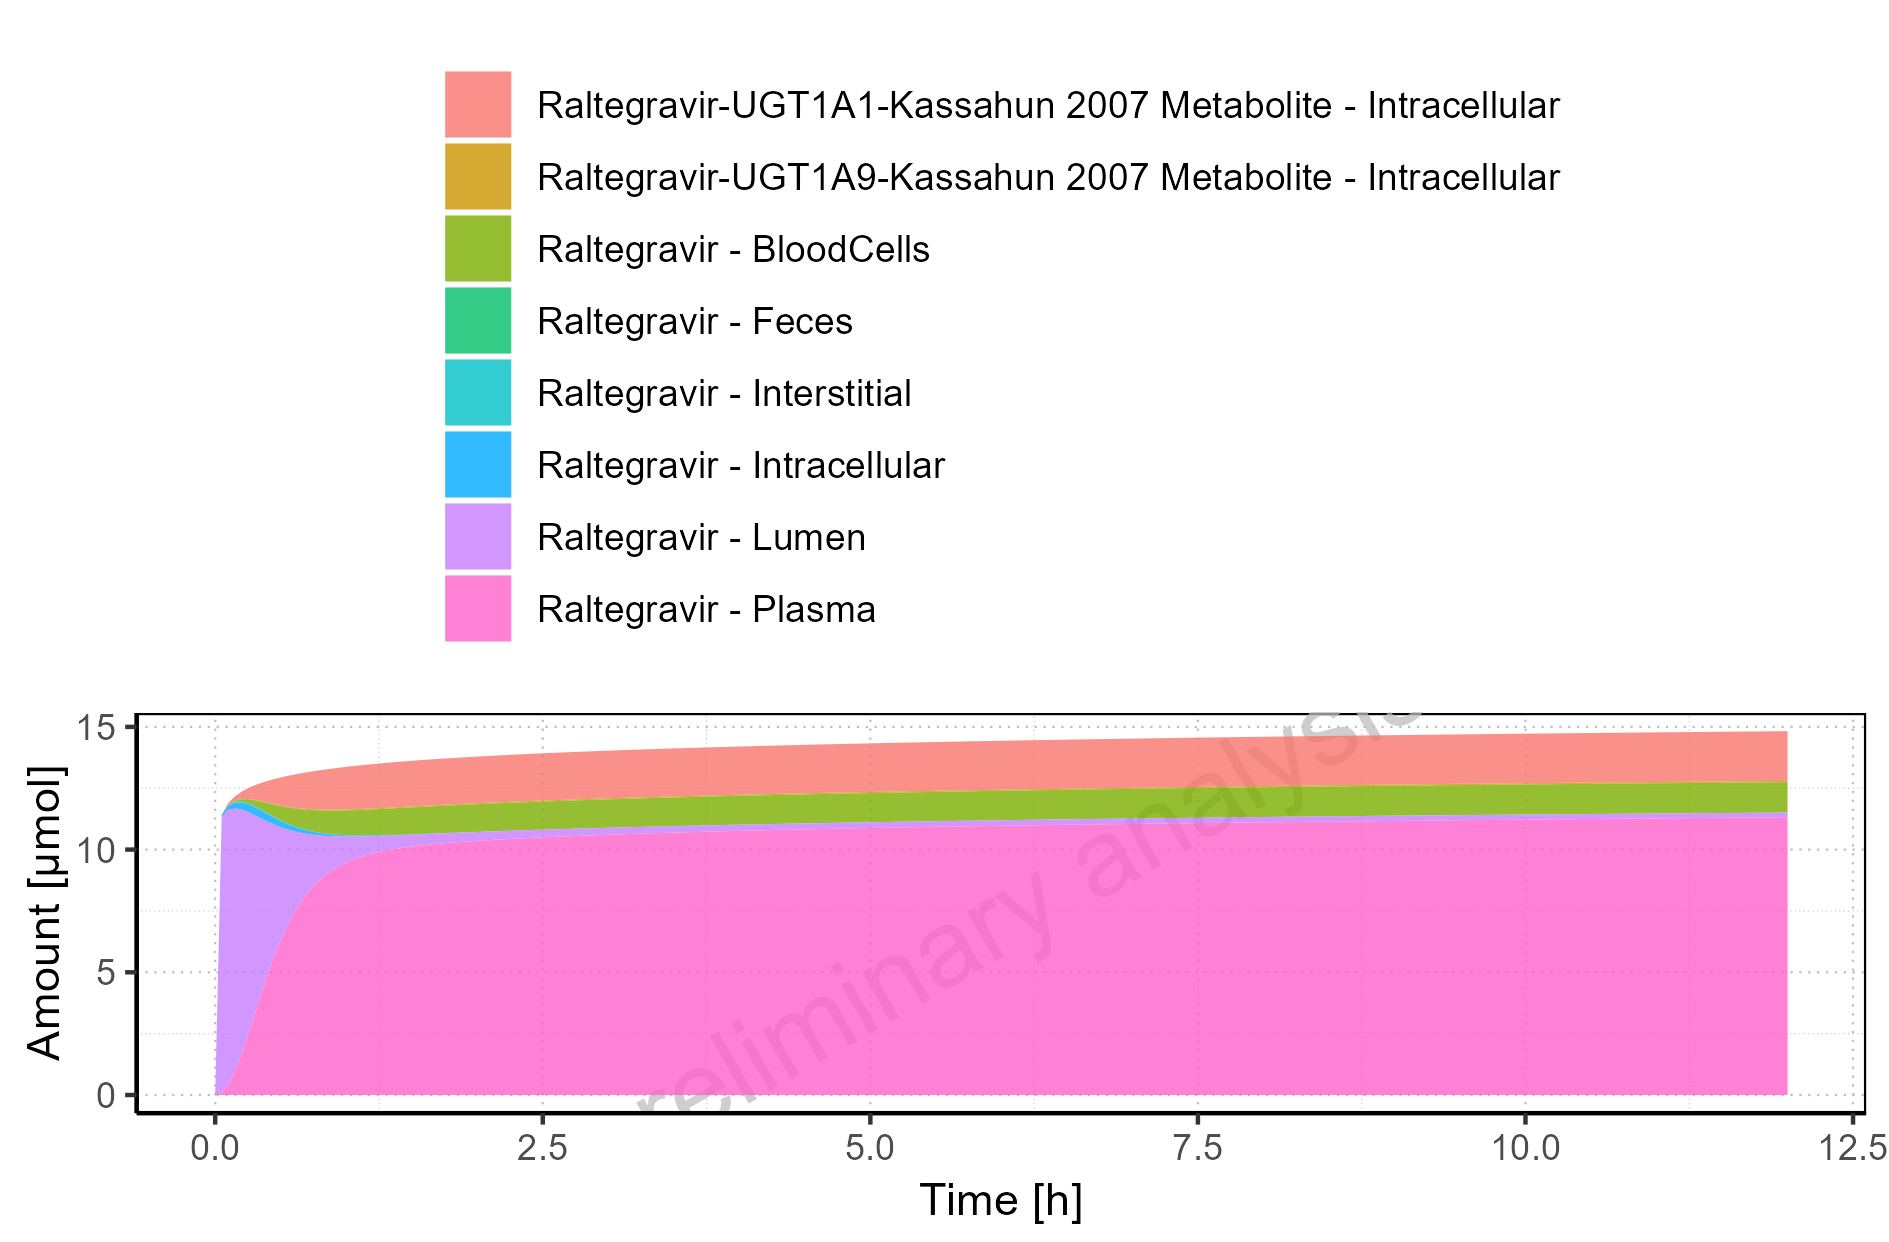 Raltegravir-UGT1A1-Kassahun 2007 Metabolite - Intracellular
Raltegravir-UGT1A9-Kassahun 2007 Metabolite - Intracellular
Raltegravir - BloodCells
Raltegravir - Feces
Raltegravir - Interstitial
Raltegravir - Intracellular
Raltegravir - Lumen
Raltegravir - Plasma
Amount [µmol]
15
10
5
0
reliminary analysis
0.0 2.5 5.0 7.5 10.0 12.5
Time [h]